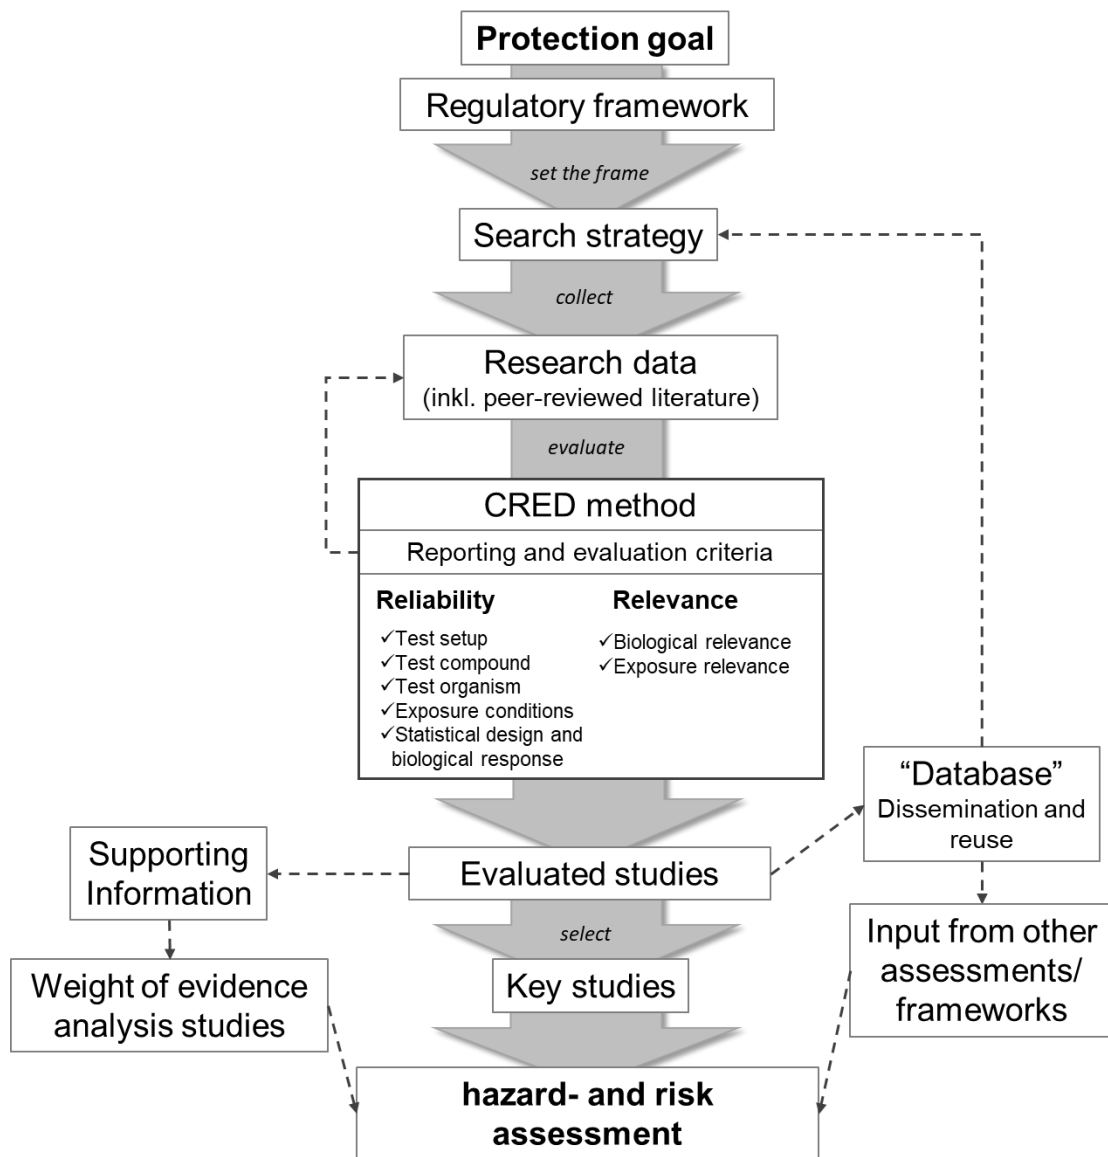 Protection goal
Regulatory framework
set the frame
Search strategy
collect
Research data
(inkl. peer-reviewed literature)
evaluate
CRED method
Reporting and evaluation criteria
Reliability
✓Test setup
✓Test compound
✓Test organism
✓Exposure conditions
✓Statistical design and
biological response
Relevance
✓Biological relevance
✓Exposure relevance
“Database”
Dissemination and
reuse
Supporting
Information
Evaluated studies
select
Input from other
assessments/
frameworks
Weight of evidence
analysis studies
Key studies
hazard- and risk
assessment